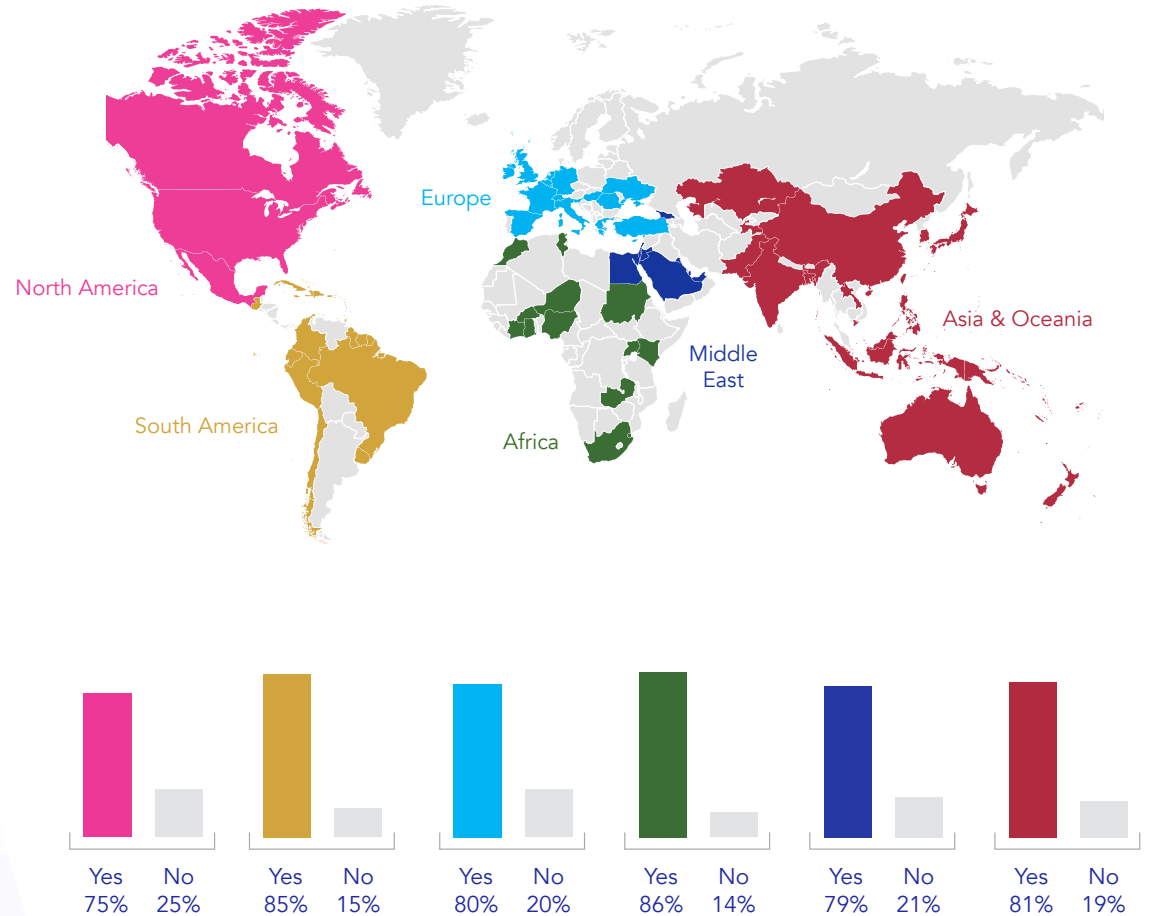 Europe
North America
Asia & Oceania
Middle
East
South America
Africa
Yes No Yes No Yes No Yes No Yes No Yes No
75% 25% 85% 15% 80% 20% 86% 14% 79% 21% 81% 19%